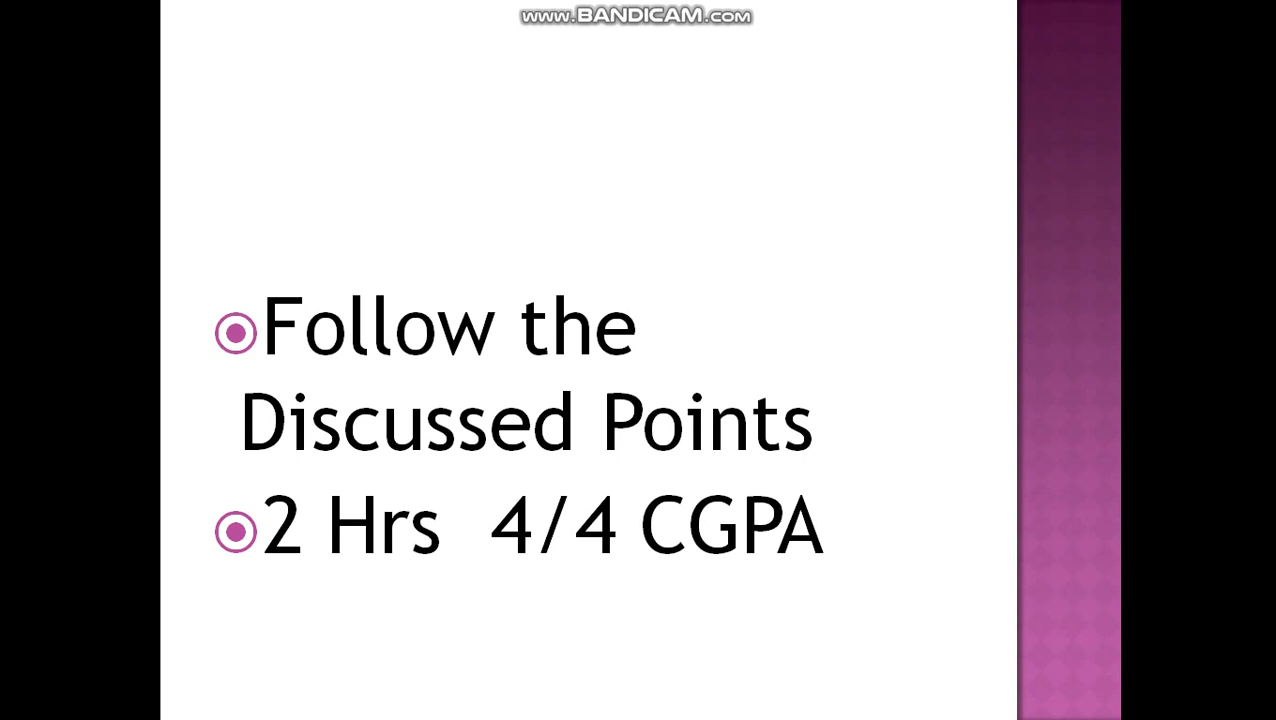 www.BANDICAM.com
Follow the
Discussed Points
2 Hrs 4/4 CGPA